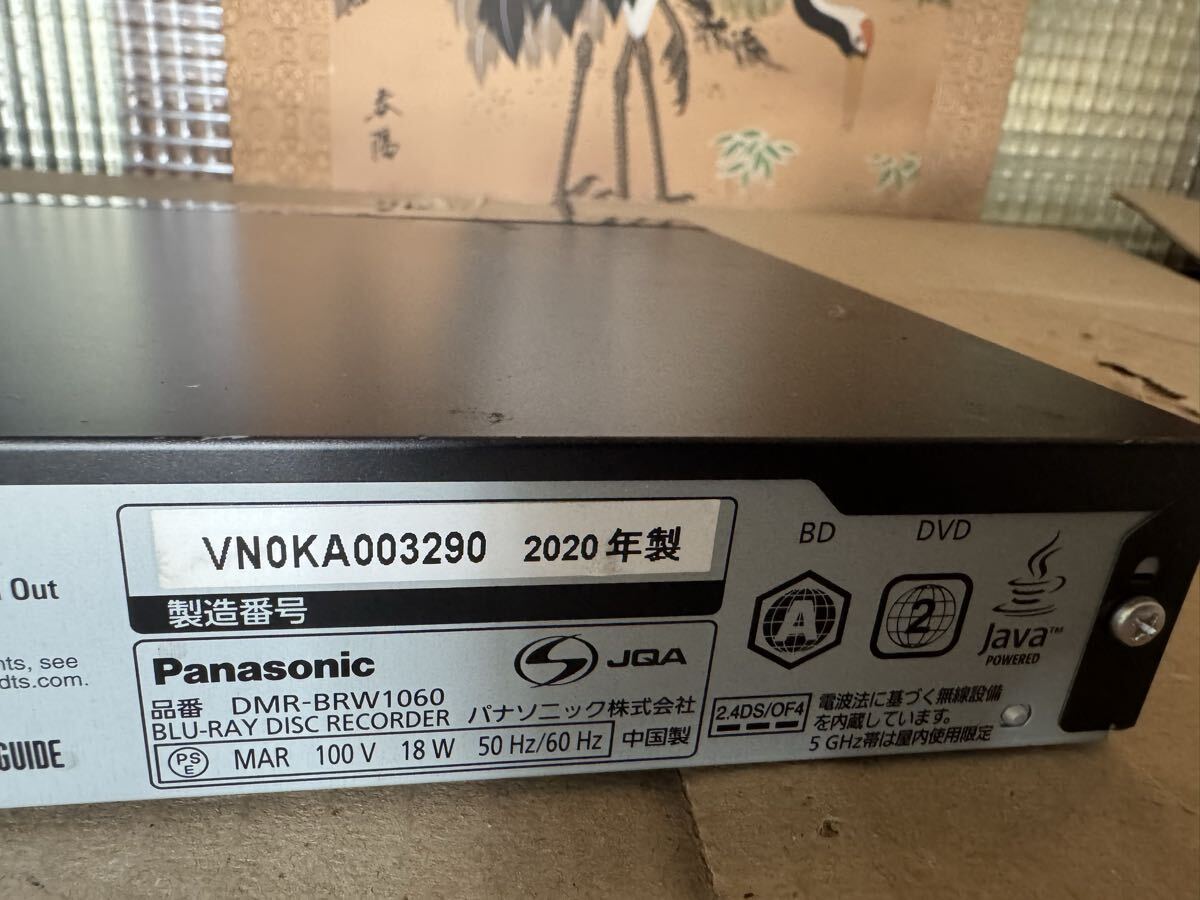 春陽
Out
nts, see
dts.com.
GUIDE
VN0KA003290 2020年製
製造番号
Panasonic
JQA
品番 DMR-BRW1060
BLU-RAY DISC RECORDER パナソニック株式会社
PS
E
MAR 100 V 18 W 50 Hz/60 Hz 中国製
BD
DVD
A
2
Java™
POWERED
2.4DS/OF4
電波法に基づく無線設備
を内蔵しています。
5 GHz帯は屋内使用限定